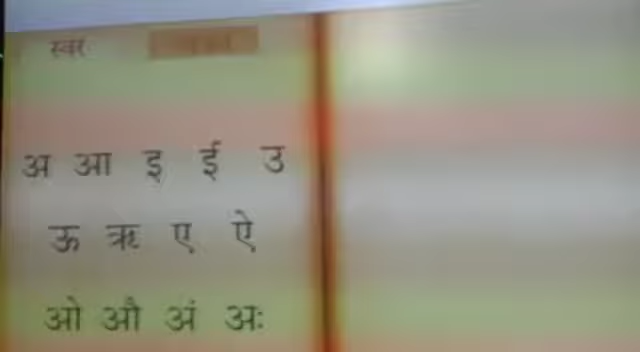 स्वर
अ आ इ ई उ
ऊ ऋ ए ऐ
ओ औ अं अः